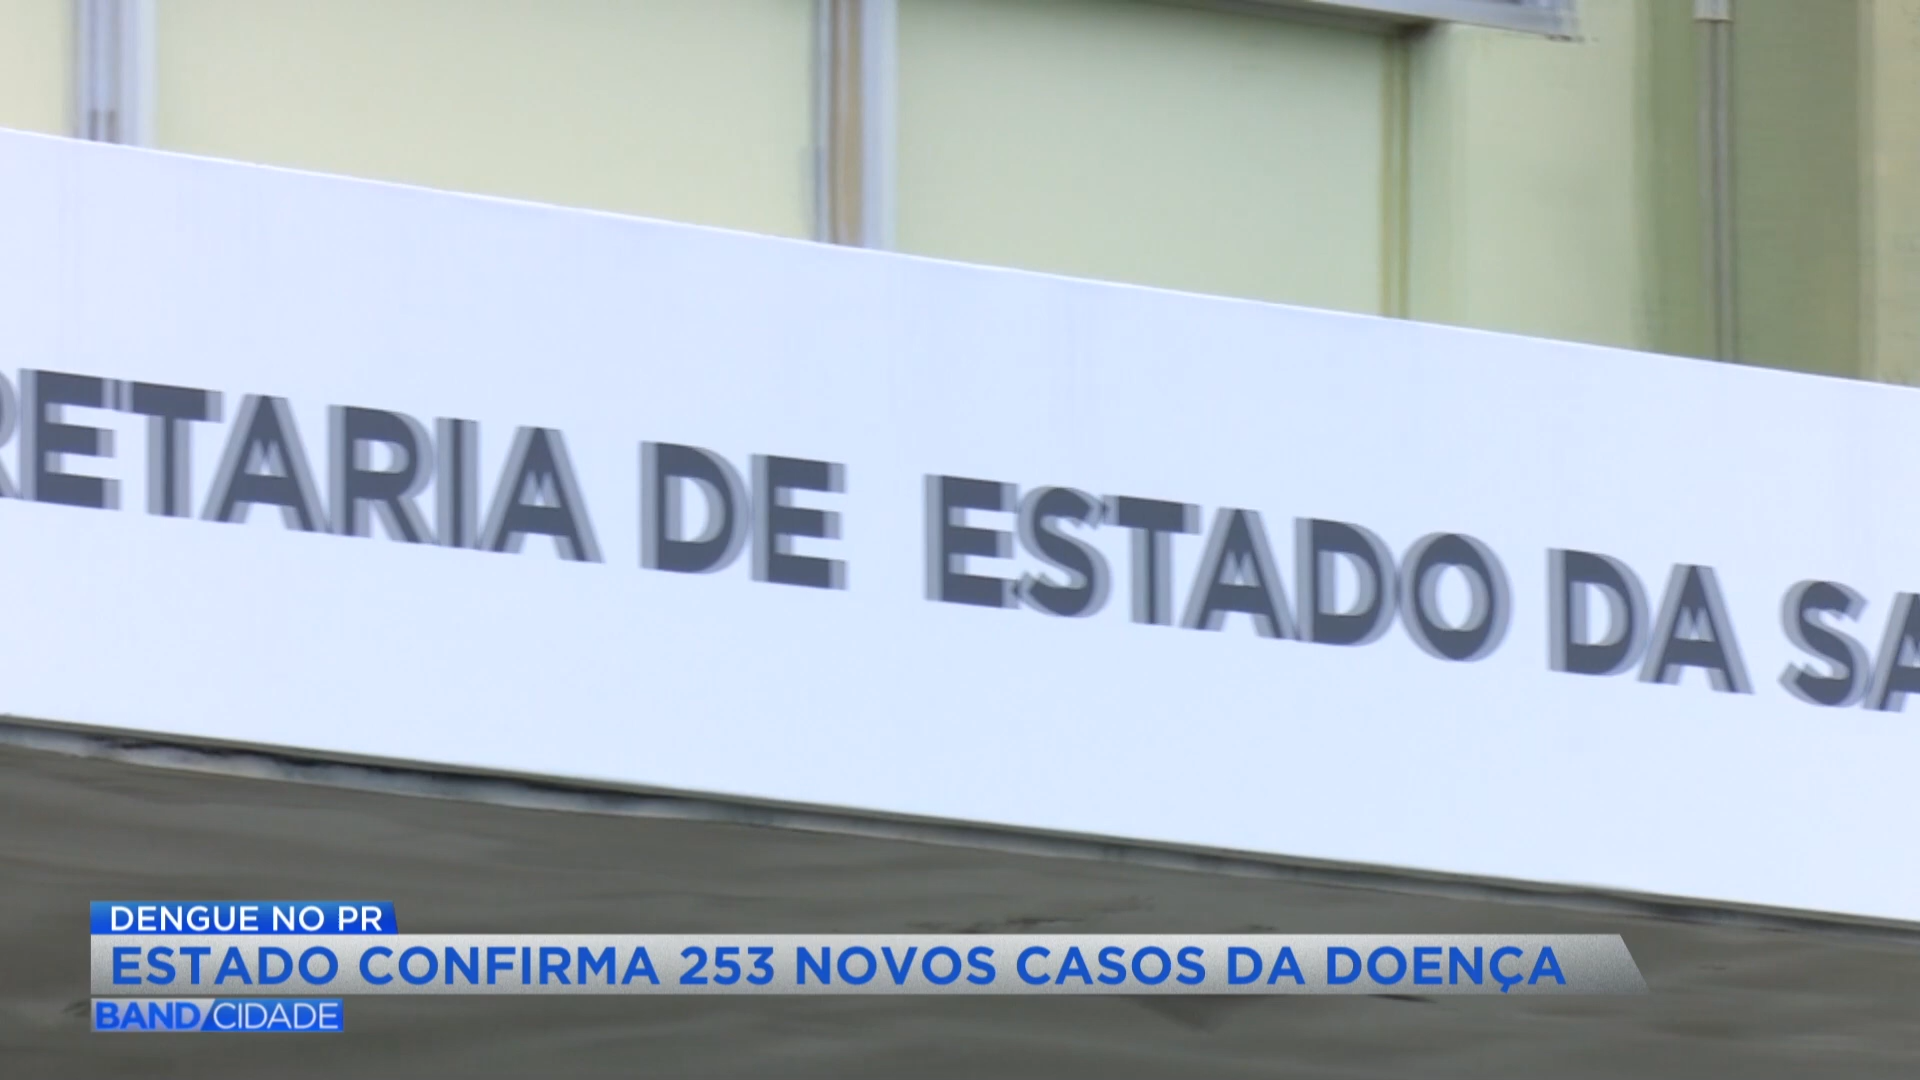 RETARIA DE ESTADO DA SA
DENGUE NO PR
ESTADO CONFIRMA 253 NOVOS CASOS DA DOENÇA
BAND CIDADE